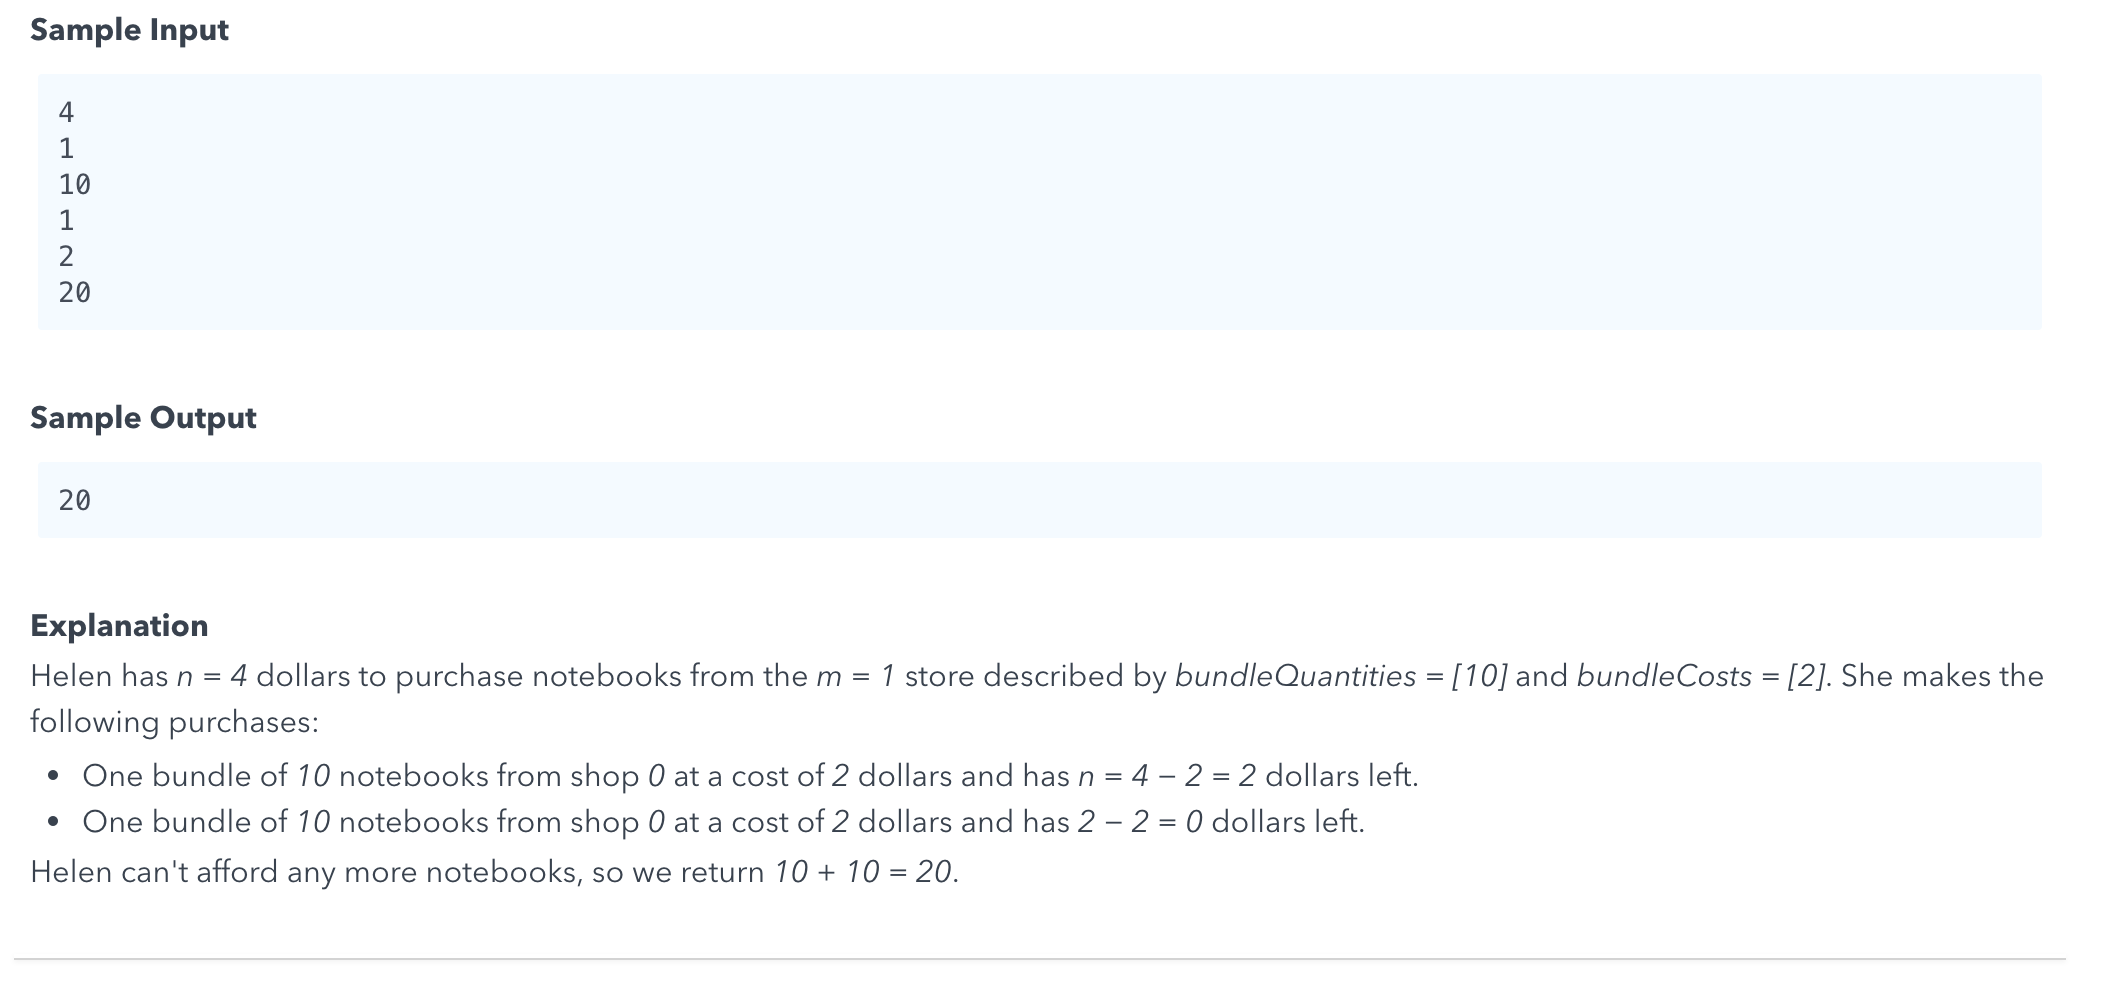 Sample Input
4
1
10
1
2
20
Sample Output
20
Explanation
Helen has n = 4 dollars to purchase notebooks from the m = 1 store described by bundleQuantities = [10] and bundleCosts = [2]. She makes the
following purchases:
• One bundle of 10 notebooks from shop 0 at a cost of 2 dollars and has n = 4 − 2 = 2 dollars left.
• One bundle of 10 notebooks from shop 0 at a cost of 2 dollars and has 2 − 2 = 0 dollars left.
Helen can't afford any more notebooks, so we return 10 + 10 = 20.